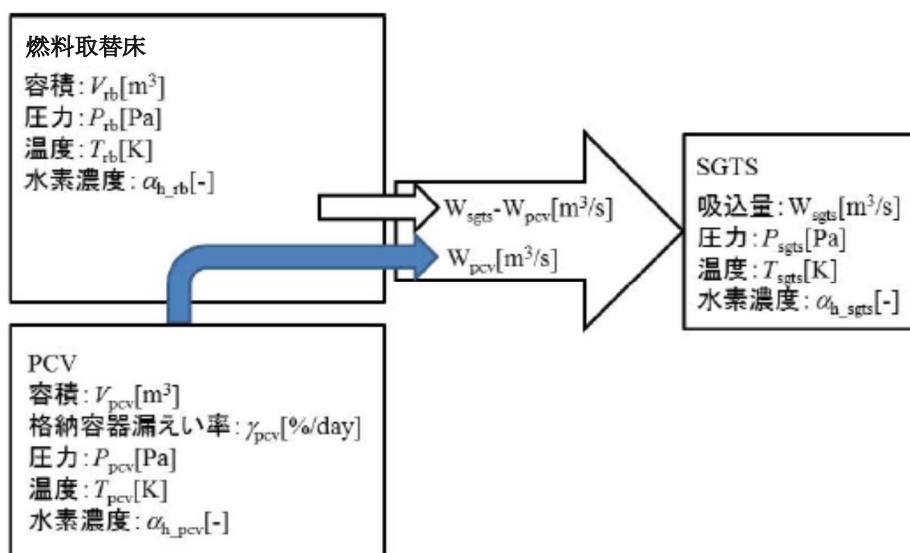 燃料取替床
容積：V_rb[m³]
圧力：P_rb[Pa]
温度：T_rb[K]
水素濃度：α_h_rb[-]
W_sgts-W_pcv[m³/s]
W_pcv[m³/s]
SGTS
吸込量：W_sgts[m³/s]
圧力：P_sgts[Pa]
温度：T_sgts[K]
水素濃度：α_h_sgts[-]
PCV
容積：V_pcv[m³]
格納容器漏えい率：γ_pcv[%/day]
圧力：P_pcv[Pa]
温度：T_pcv[K]
水素濃度：α_h_pcv[-]